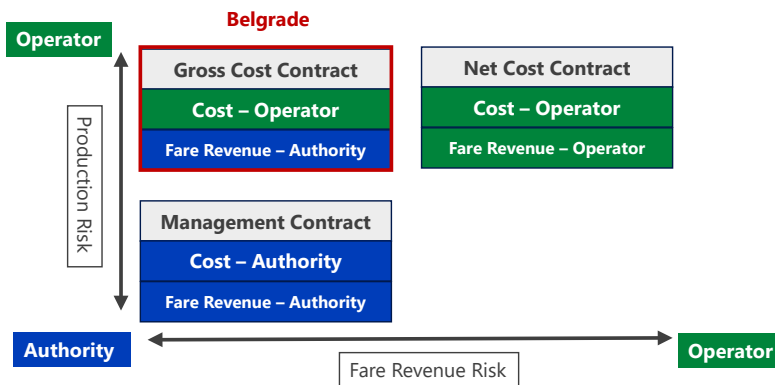 Belgrade
Operator
Gross Cost Contract
Cost – Operator
Fare Revenue – Authority
Net Cost Contract
Cost – Operator
Fare Revenue – Operator
Production Risk
Management Contract
Cost – Authority
Fare Revenue – Authority
Authority
Operator
Fare Revenue Risk